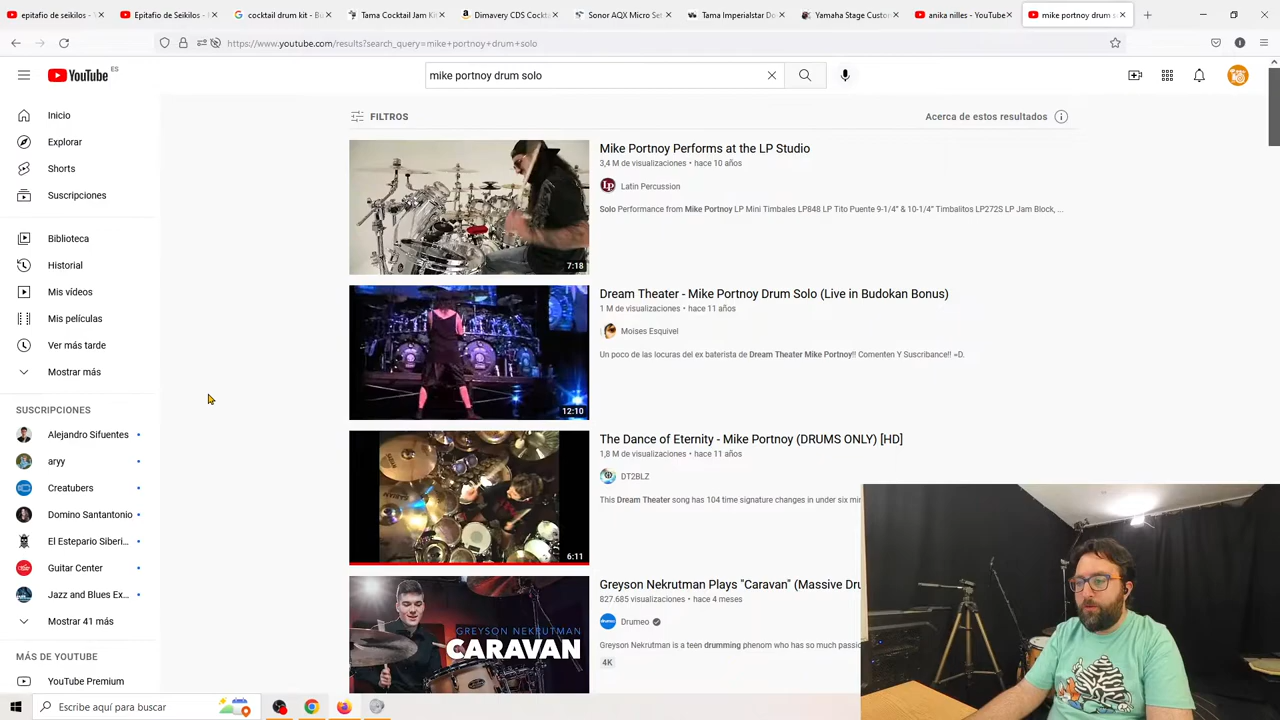 epitafio de seikilos - Yo
Epitafio de Seikilos - Yo
cocktail drum kit - Bu
Tama Cocktail Jam Ki
Dimavery CDS Cockt
Sonor AQX Micro Set
Tama Imperialstar Do
Yamaha Stage Custo
anika nilles - YouTube
mike portnoy drum s
https://www.youtube.com/results?search_query=mike+portnoy+drum+solo
YouTube ES
mike portnoy drum solo
FILTROS
Acerca de estos resultados
Inicio
Explorar
Shorts
Suscripciones
Biblioteca
Historial
Mis vídeos
Mis películas
Ver más tarde
Mostrar más
SUSCRIPCIONES
Alejandro Sifuentes
aryy
Creatubers
Domino Santantonio
El Estepario Siberi...
Guitar Center
Jazz and Blues Ex...
Mostrar 41 más
MÁS DE YOUTUBE
YouTube Premium
Mike Portnoy Performs at the LP Studio
3,4 M de visualizaciones • hace 10 años
Latin Percussion
Solo Performance from Mike Portnoy LP Mini Timbales LP848 LP Tito Puente 9-1/4" & 10-1/4" Timbalitos LP272S LP Jam Block, ...
7:18
Dream Theater - Mike Portnoy Drum Solo (Live in Budokan Bonus)
1 M de visualizaciones • hace 11 años
Moises Esquivel
Un poco de las locuras del ex baterista de Dream Theater Mike Portnoy!! Comenten Y Suscribance!! =D.
12:10
The Dance of Eternity - Mike Portnoy (DRUMS ONLY) [HD]
1,8 M de visualizaciones • hace 11 años
DT2BLZ
This Dream Theater song has 104 time signature changes in under six min
6:11
Greyson Nekrutman Plays "Caravan" (Massive Dru
827.685 visualizaciones • hace 4 meses
Drumeo
Greyson Nekrutman is a teen drumming phenom who has so much passio
4K
GREYSON NEKRUTMAN
CARAVAN
Escribe aquí para buscar